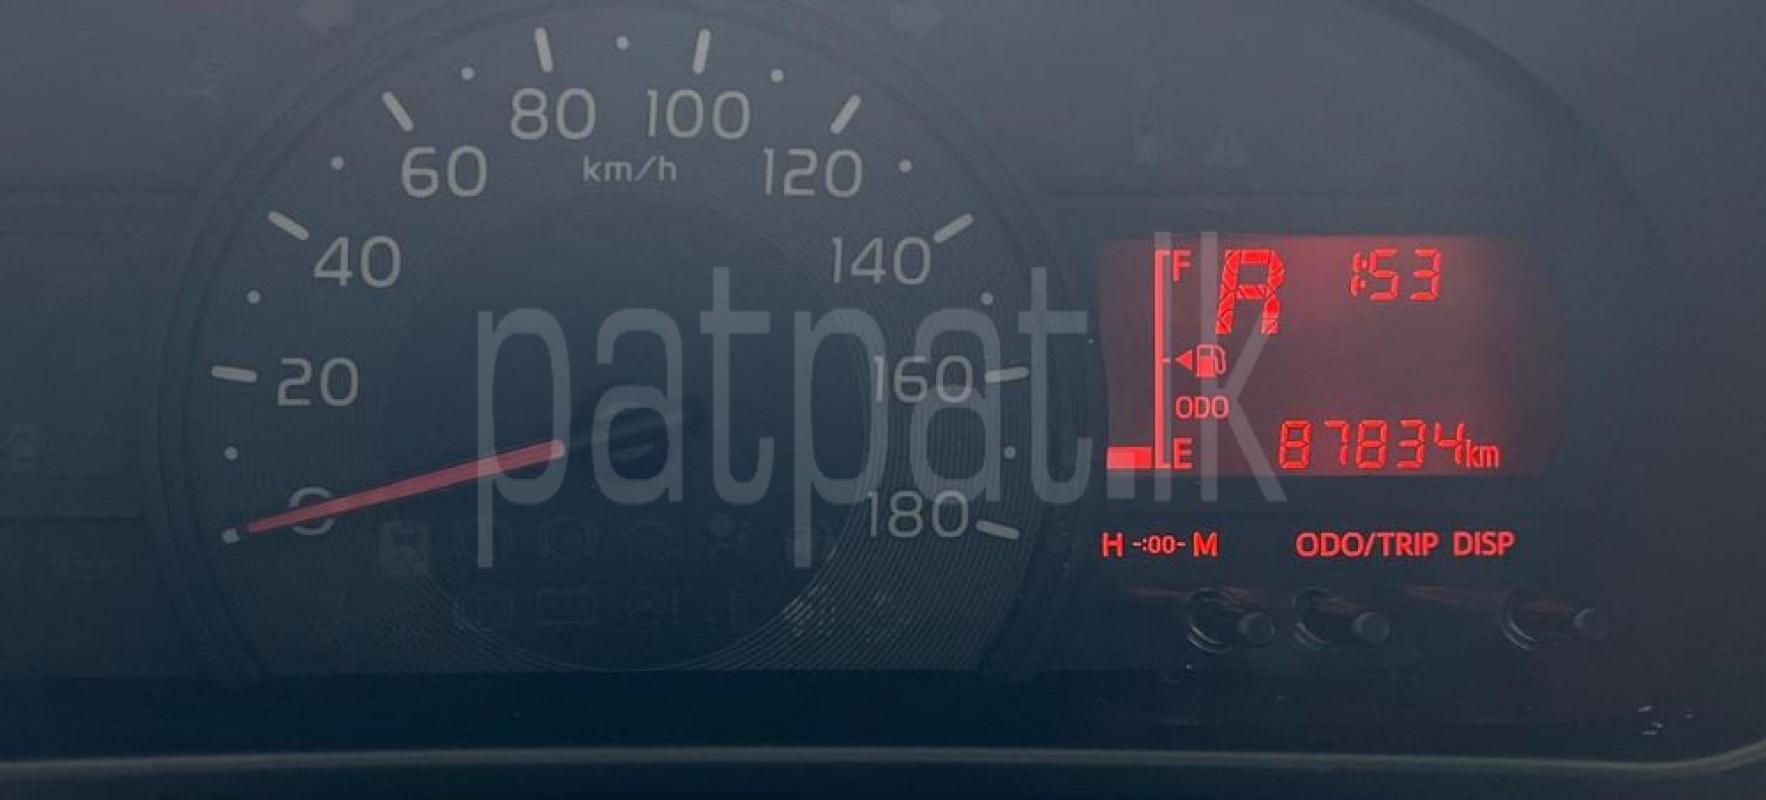 80 100
60 km/h 120
40 140
20 160
0 180
patpat.lk
F R 1:53
ODO
E 87834km
H -:00- M ODO/TRIP DISP